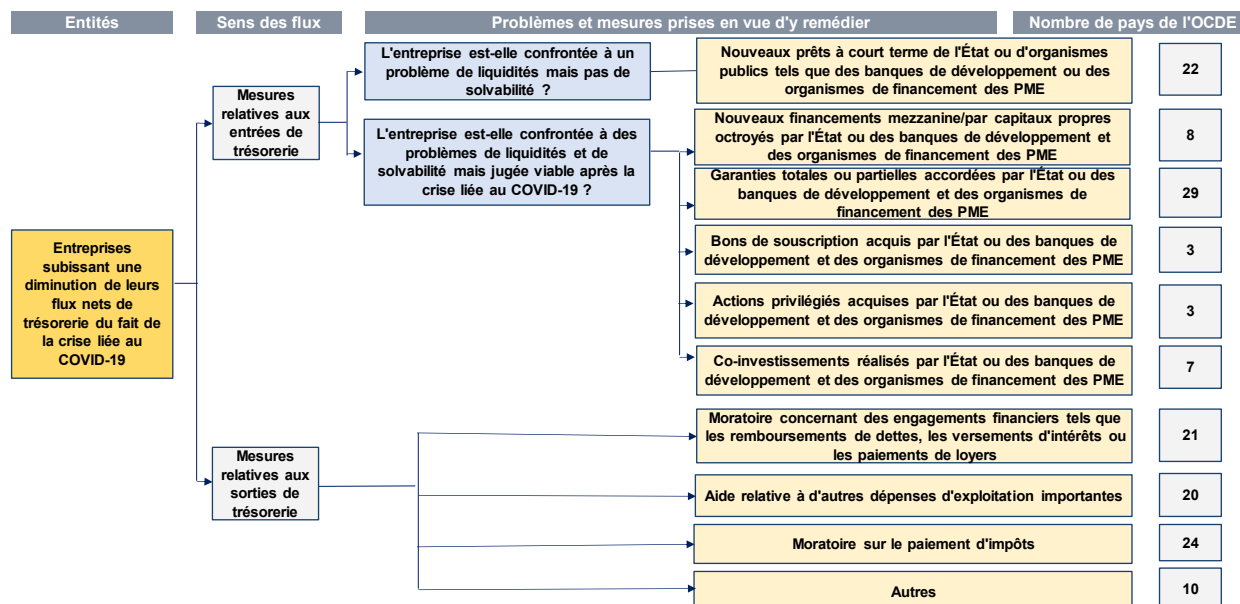 Entités
Sens des flux
Problèmes et mesures prises en vue d'y remédier
Nombre de pays de l'OCDE
Entreprises
subissant une
diminution de leurs
flux nets de
trésorerie du fait de
la crise liée au
COVID-19
Mesures
relatives aux
entrées de
trésorerie
L'entreprise est-elle confrontée à un
problème de liquidités mais pas de
solvabilité ?
Nouveaux prêts à court terme de l'État ou d'organismes
publics tels que des banques de développement ou des
organismes de financement des PME
22
L'entreprise est-elle confrontée à des
problèmes de liquidités et de
solvabilité mais jugée viable après la
crise liée au COVID-19 ?
Nouveaux financements mezzanine/par capitaux propres
octroyés par l'État ou des banques de développement et
des organismes de financement des PME
8
Garanties totales ou partielles accordées par l'État ou des
banques de développement et des organismes de
financement des PME
29
Bons de souscription acquis par l'État ou des banques de
développement et des organismes de financement des PME
3
Actions privilégiés acquises par l'État ou des banques de
développement et des organismes de financement des PME
3
Co-investissements réalisés par l'État ou des banques de
développement et des organismes de financement des PME
7
Mesures
relatives aux
sorties de
trésorerie
Moratoire concernant des engagements financiers tels que
les remboursements de dettes, les versements d'intérêts ou
les paiements de loyers
21
Aide relative à d'autres dépenses d'exploitation importantes
20
Moratoire sur le paiement d'impôts
24
Autres
10